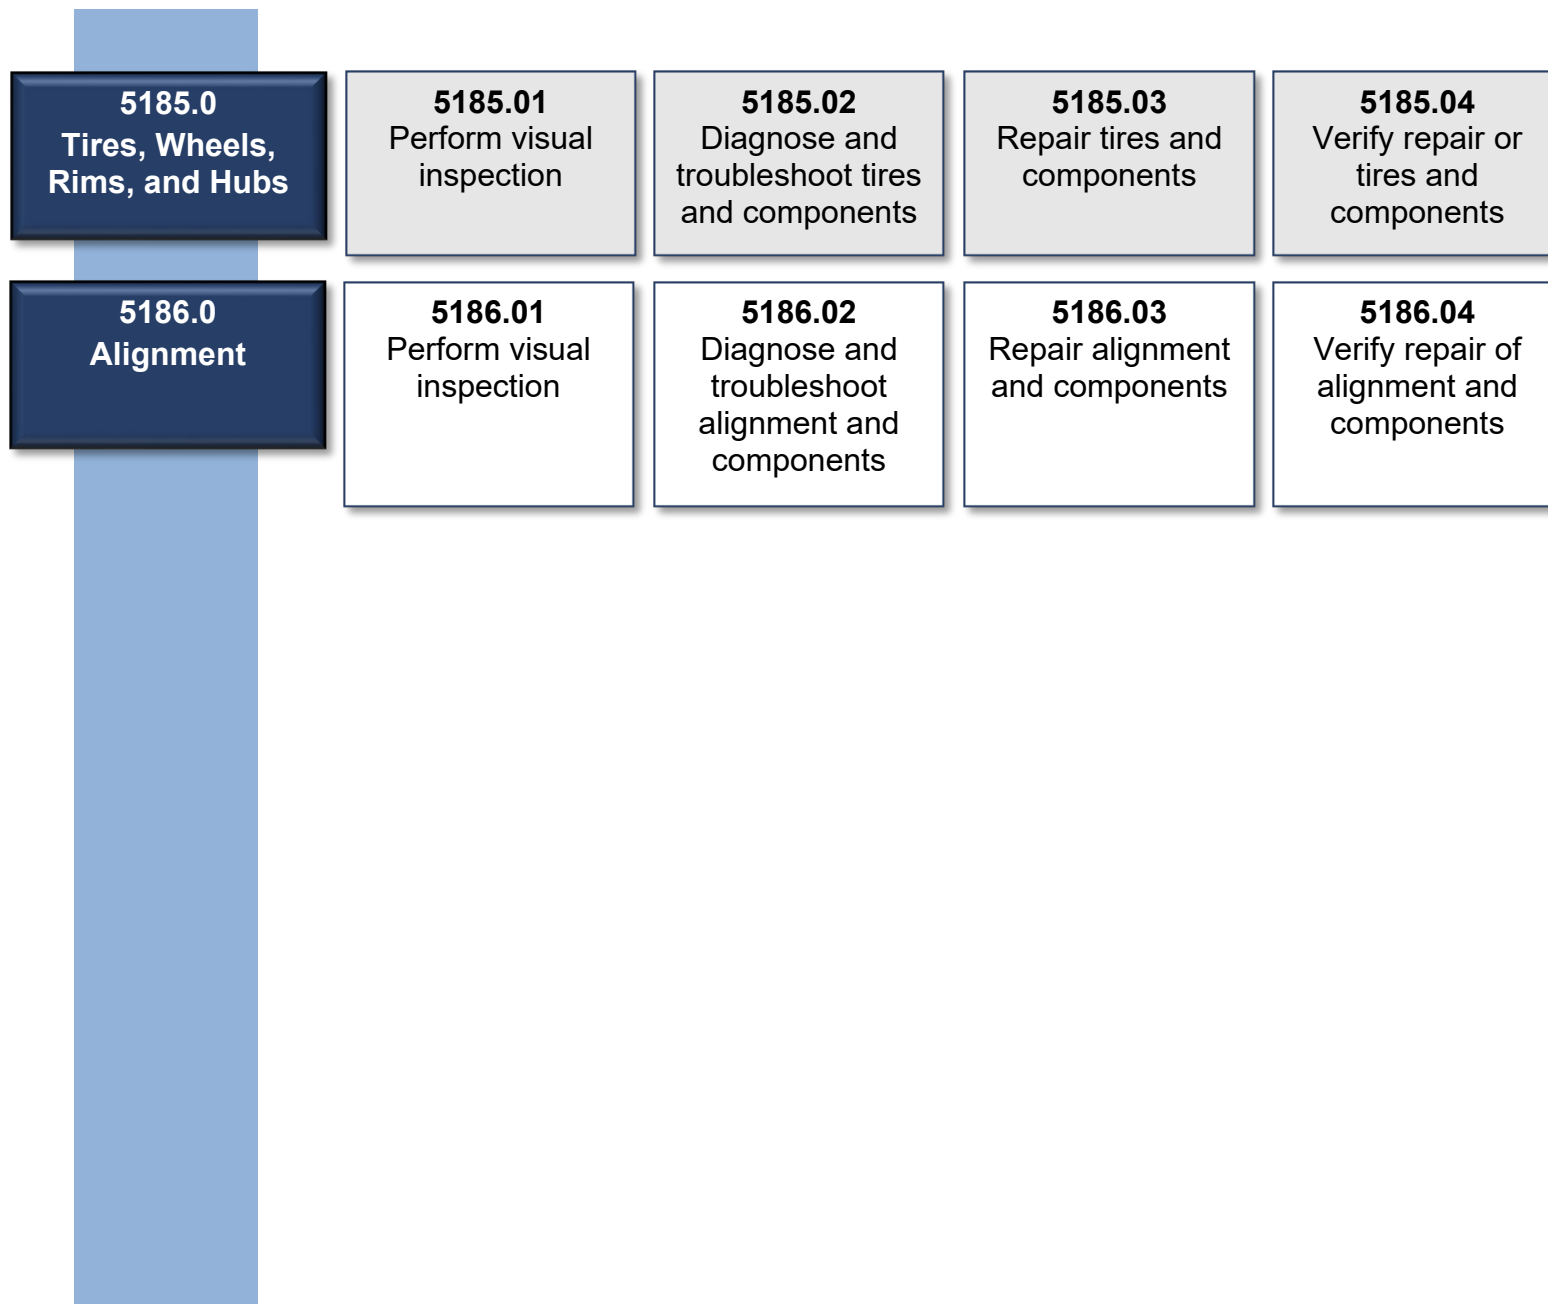 5185.0
Tires, Wheels,
Rims, and Hubs
5185.01
Perform visual
inspection
5185.02
Diagnose and
troubleshoot tires
and components
5185.03
Repair tires and
components
5185.04
Verify repair or
tires and
components
5186.0
Alignment
5186.01
Perform visual
inspection
5186.02
Diagnose and
troubleshoot
alignment and
components
5186.03
Repair alignment
and components
5186.04
Verify repair of
alignment and
components